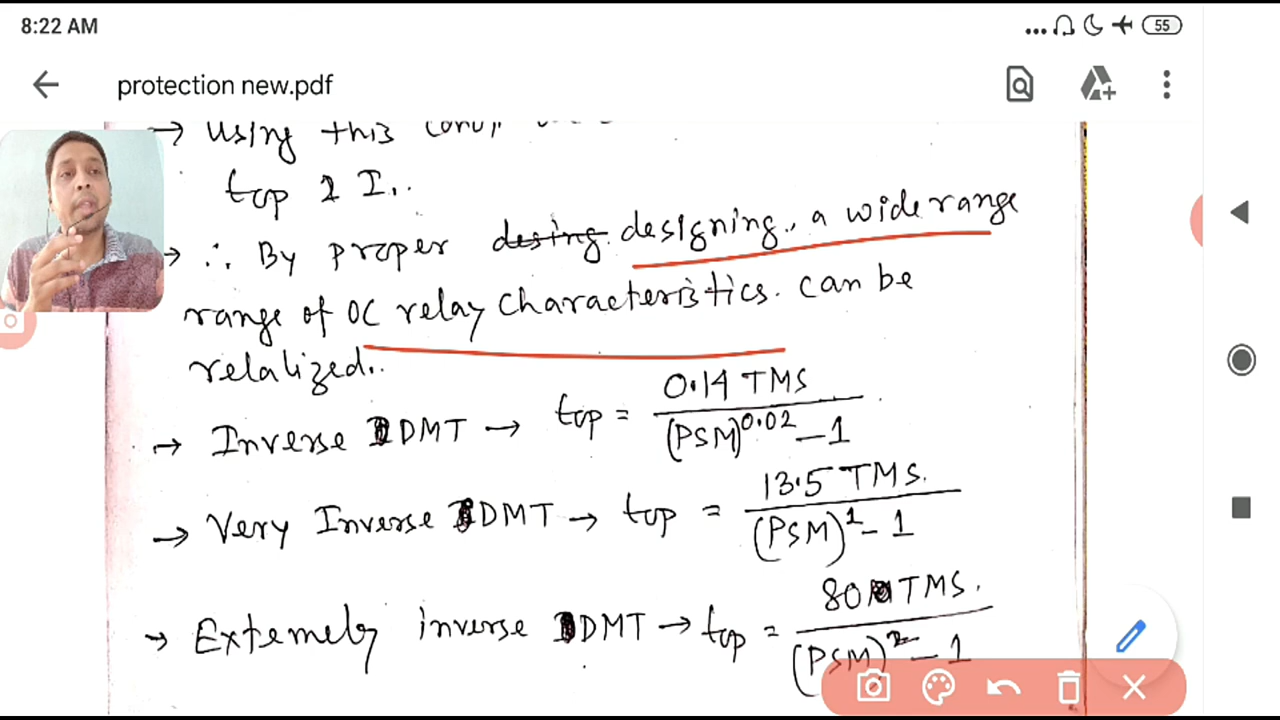 8:22 AM
55
protection new.pdf
→ Using this
top & I..
→ ∴ By proper desing designing., a wide range
range of OC relay characteristics. can be
relalized..
→ Inverse IDMT → top = 0.14 TMS / (PSM)^0.02 - 1
→ Very Inverse IDMT → top = 13.5 TMS. / (PSM)^1 - 1
→ Extemely inverse IDMT → top = 80 TMS. / (PSM)^2 - 1